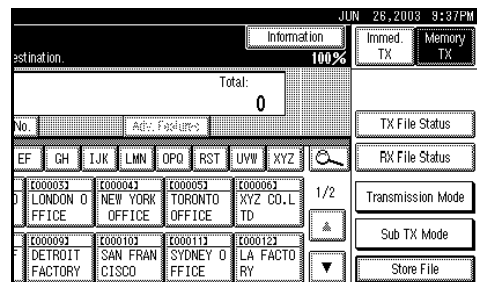 JUN 26,2003 9:37PM
Information
Immed. TX
Memory TX
estination.
100%
Total:
0
No.
Adv. Features
TX File Status
EF GH IJK LMN OPQ RST UVW XYZ
RX File Status
[00003] [00004] [00005] [00006]
LONDON O NEW YORK TORONTO XYZ CO.L
FFICE OFFICE OFFICE TD
1/2
Transmission Mode
Sub TX Mode
[00009] [00010] [00011] [00012]
DETROIT SAN FRAN SYDNEY O LA FACTO
FACTORY CISCO FFICE RY
Store File